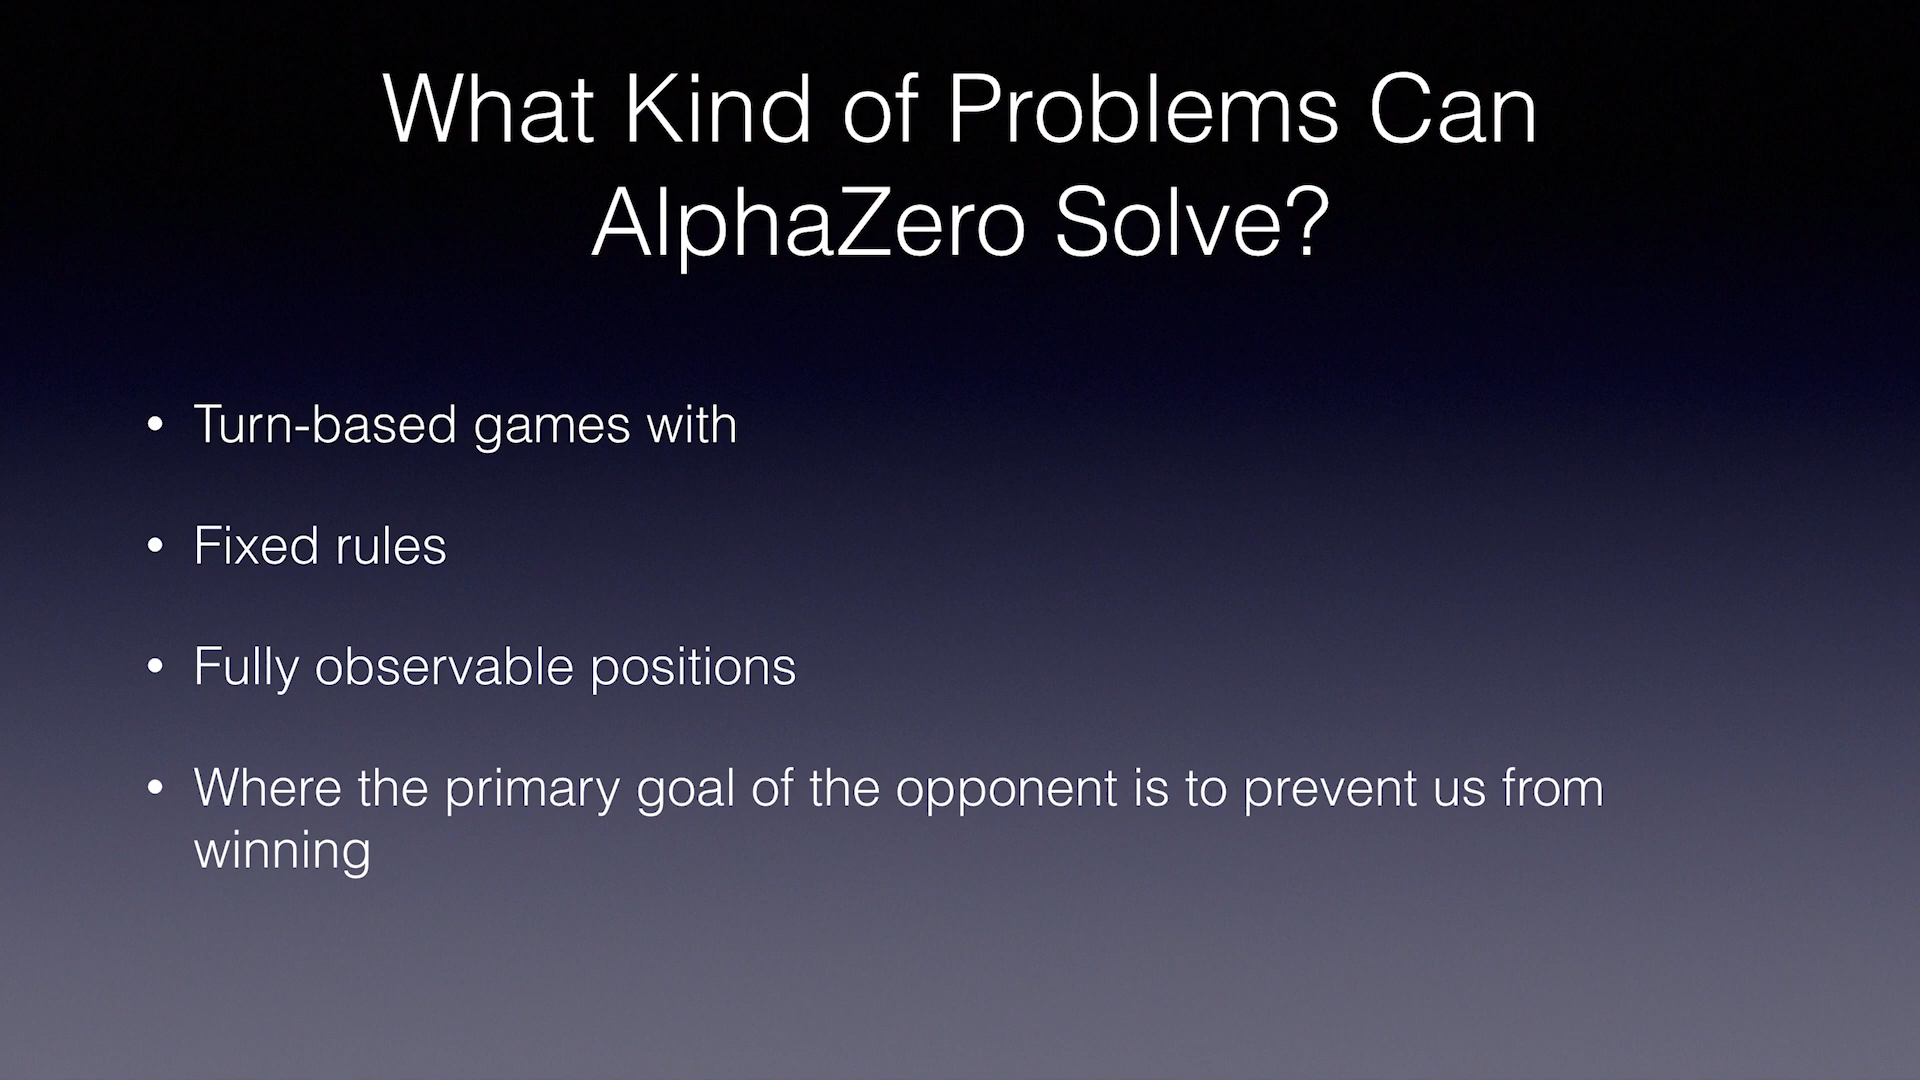 What Kind of Problems Can
AlphaZero Solve?
• Turn-based games with
• Fixed rules
• Fully observable positions
• Where the primary goal of the opponent is to prevent us from
winning